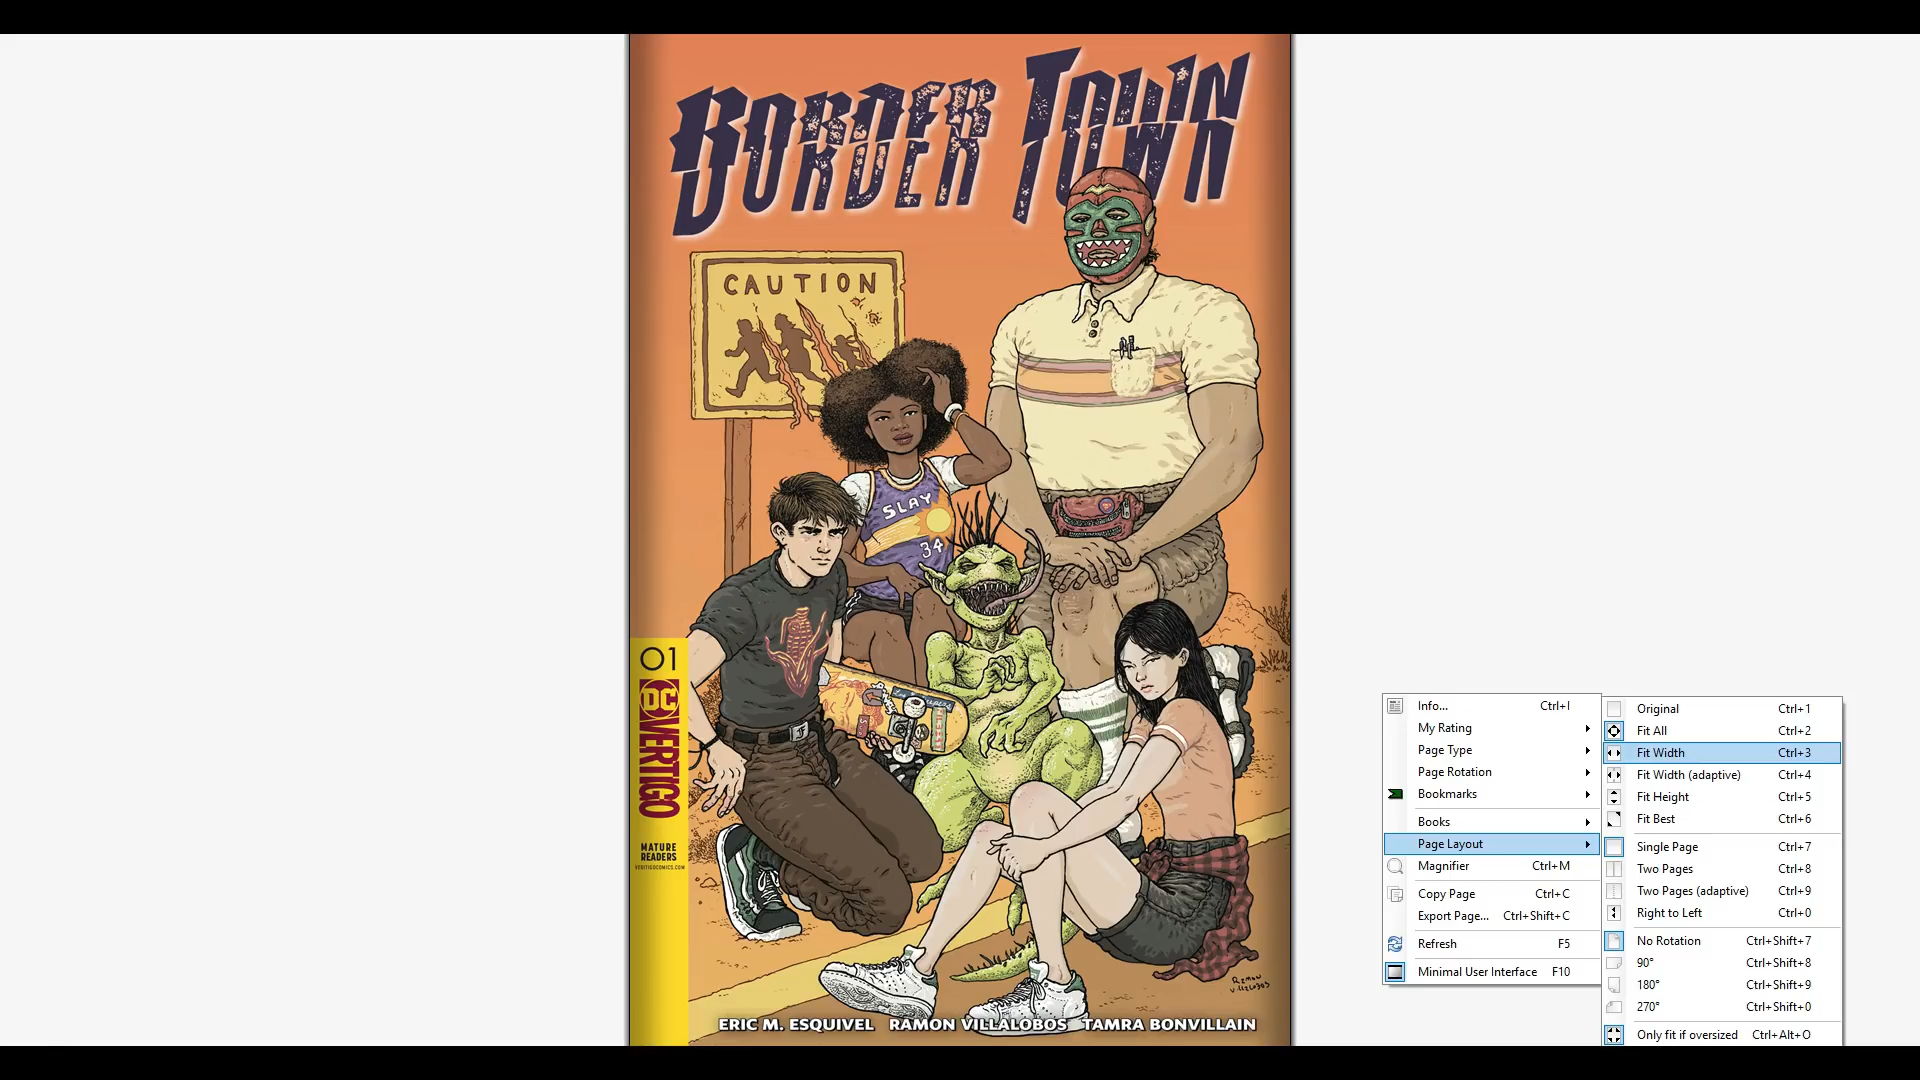 BORDER TOWN
CAUTION
SLAY
34
01
DC
VERTIGO
MATURE
READERS
VERTIGOCOMICS.COM
RAMON
VILLALOBOS
ERIC M. ESQUIVEL RAMON VILLALOBOS TAMRA BONVILLAIN
Info... Ctrl+I
My Rating
Page Type
Page Rotation
Bookmarks
Books
Page Layout
Magnifier Ctrl+M
Copy Page Ctrl+C
Export Page... Ctrl+Shift+C
Refresh F5
Minimal User Interface F10
Original Ctrl+1
Fit All Ctrl+2
Fit Width Ctrl+3
Fit Width (adaptive) Ctrl+4
Fit Height Ctrl+5
Fit Best Ctrl+6
Single Page Ctrl+7
Two Pages Ctrl+8
Two Pages (adaptive) Ctrl+9
Right to Left Ctrl+0
No Rotation Ctrl+Shift+7
90° Ctrl+Shift+8
180° Ctrl+Shift+9
270° Ctrl+Shift+0
Only fit if oversized Ctrl+Alt+O